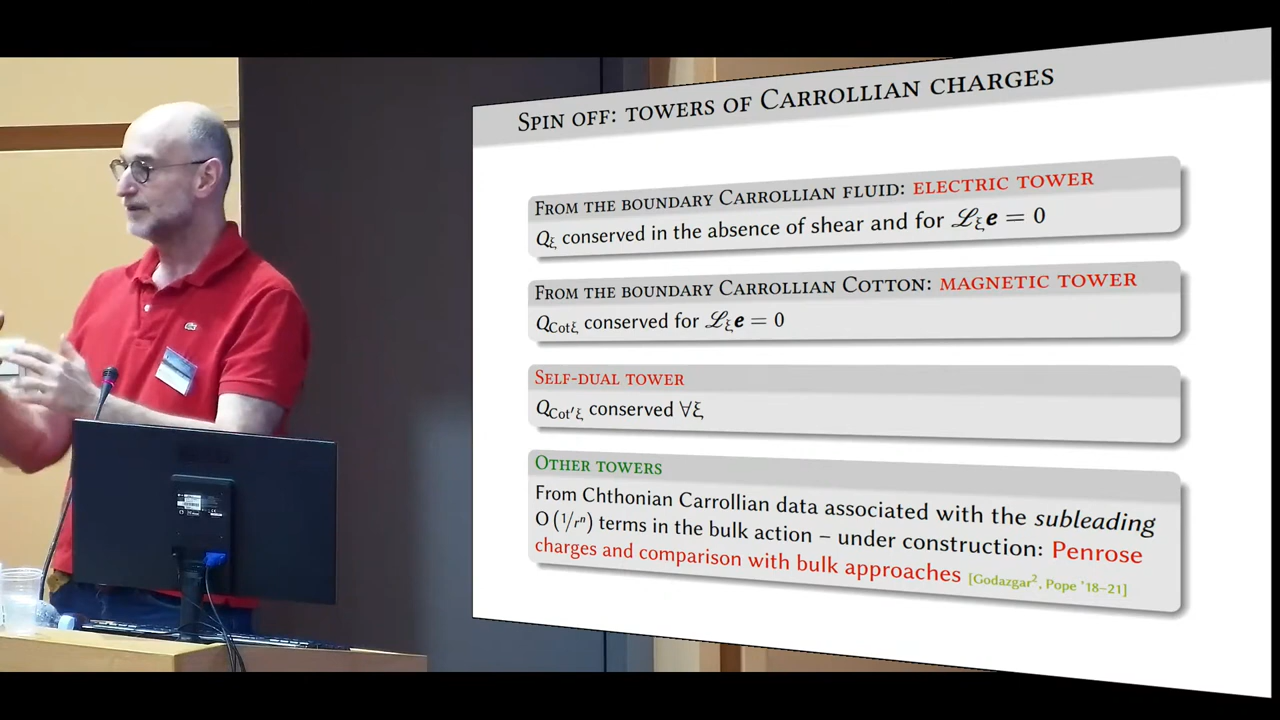 SPIN OFF: TOWERS OF CARROLLIAN CHARGES
FROM THE BOUNDARY CARROLLIAN FLUID: ELECTRIC TOWER
Qξ conserved in the absence of shear and for ℒξe = 0
FROM THE BOUNDARY CARROLLIAN COTTON: MAGNETIC TOWER
QCotξ conserved for ℒξe = 0
SELF-DUAL TOWER
QCot′ξ conserved ∀ξ
OTHER TOWERS
From Chthonian Carrollian data associated with the subleading
O(1/rⁿ) terms in the bulk action – under construction: Penrose
charges and comparison with bulk approaches [Godazgar², Pope '18–21]